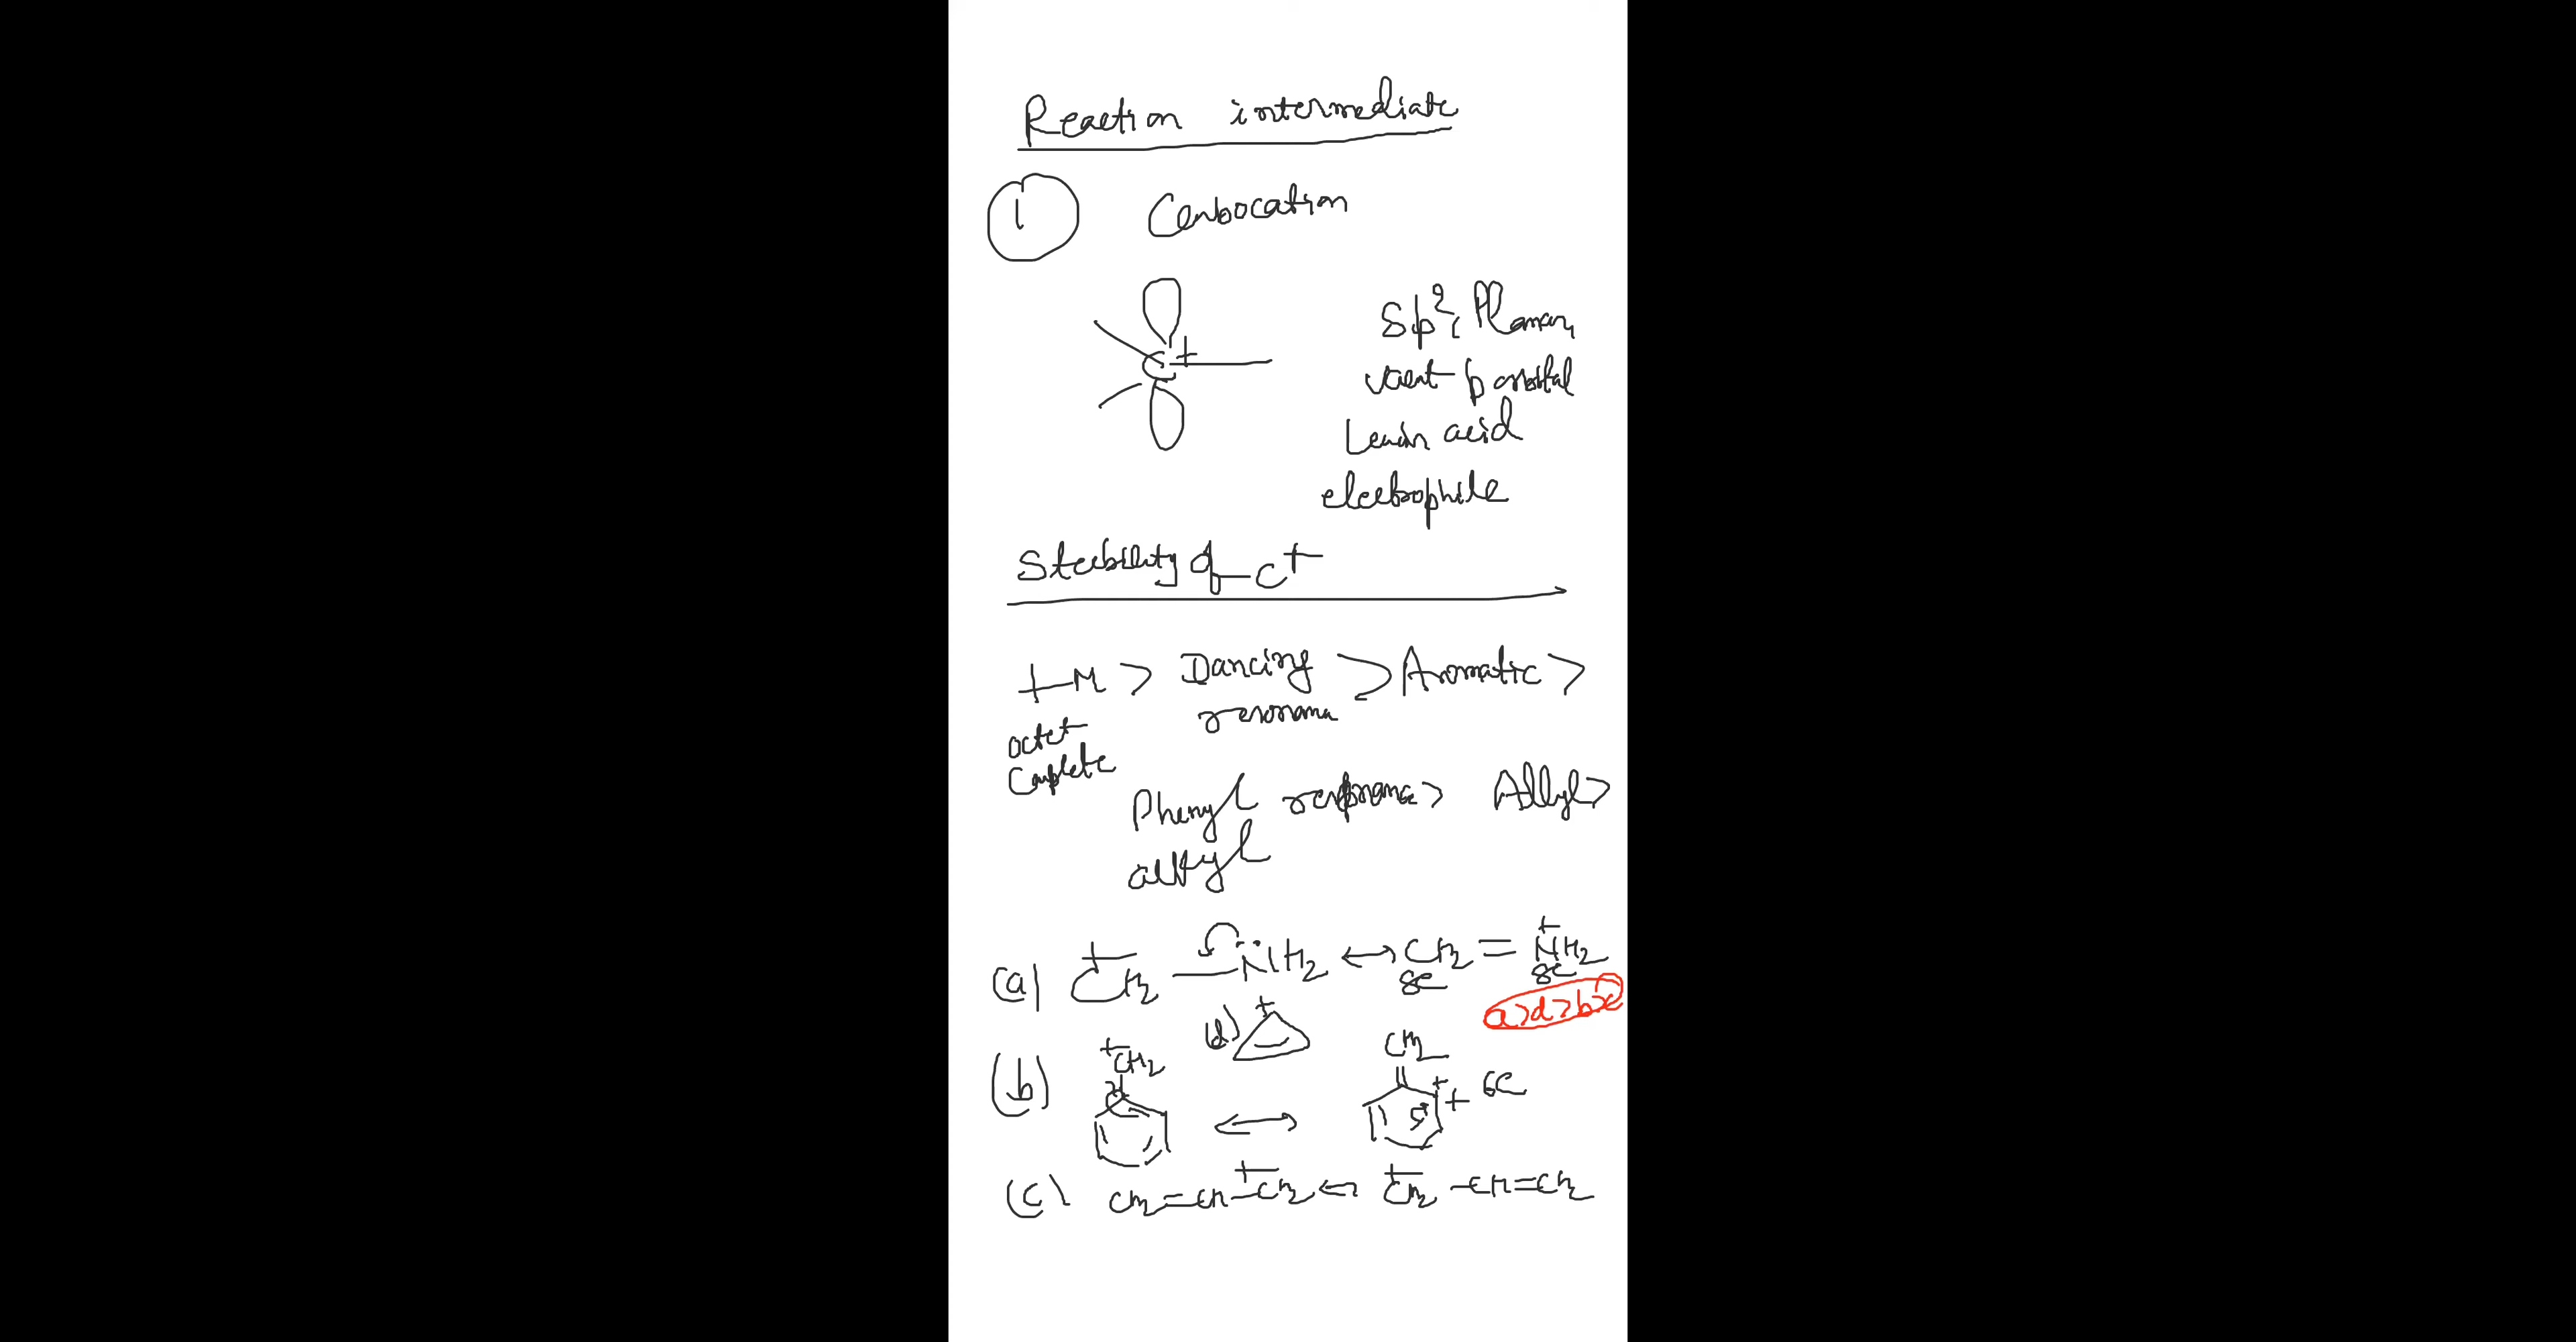 Reaction intermediate
1 Carbocation
C+
sp2, Planar,
vacant p orbital
Lewis acid
electrophile
Stability of C+
+M > Dancing resonance > Aromatic >
octet
Complete
Phenyl resonance > Allyl >
alkyl
(a) +CH2 – N̈H2 ↔ CH2 = +NH2
8e 8e
a>d>b>c
d) +
(b) +CH2 ↔ CH2 + 6e
(c) CH2=CH–+CH2 ↔ +CH2–CH=CH2